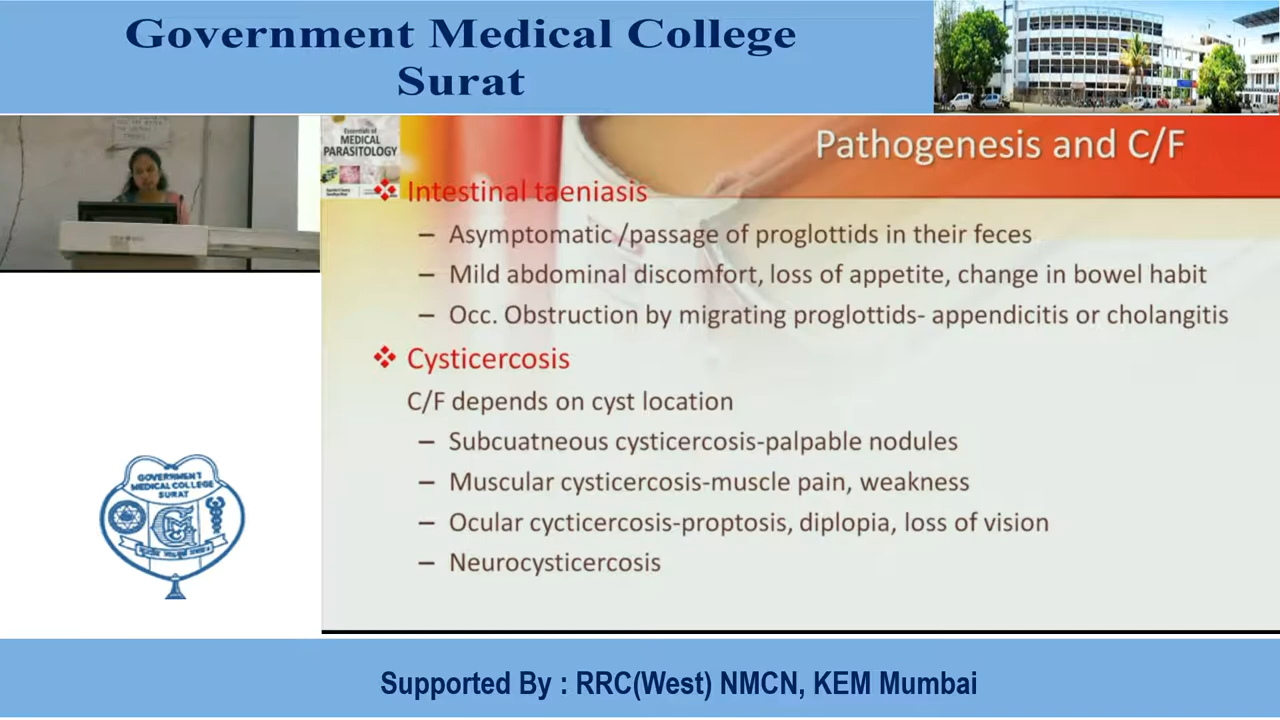 Government Medical College
Surat
Essentials of
MEDICAL
PARASITOLOGY
Pathogenesis and C/F
❖ Intestinal taeniasis
– Asymptomatic /passage of proglottids in their feces
– Mild abdominal discomfort, loss of appetite, change in bowel habit
– Occ. Obstruction by migrating proglottids- appendicitis or cholangitis
❖ Cysticercosis
C/F depends on cyst location
– Subcuatneous cysticercosis-palpable nodules
– Muscular cysticercosis-muscle pain, weakness
– Ocular cycticercosis-proptosis, diplopia, loss of vision
– Neurocysticercosis
GOVERNMENT
MEDICAL COLLEGE
SURAT
Supported By : RRC(West) NMCN, KEM Mumbai